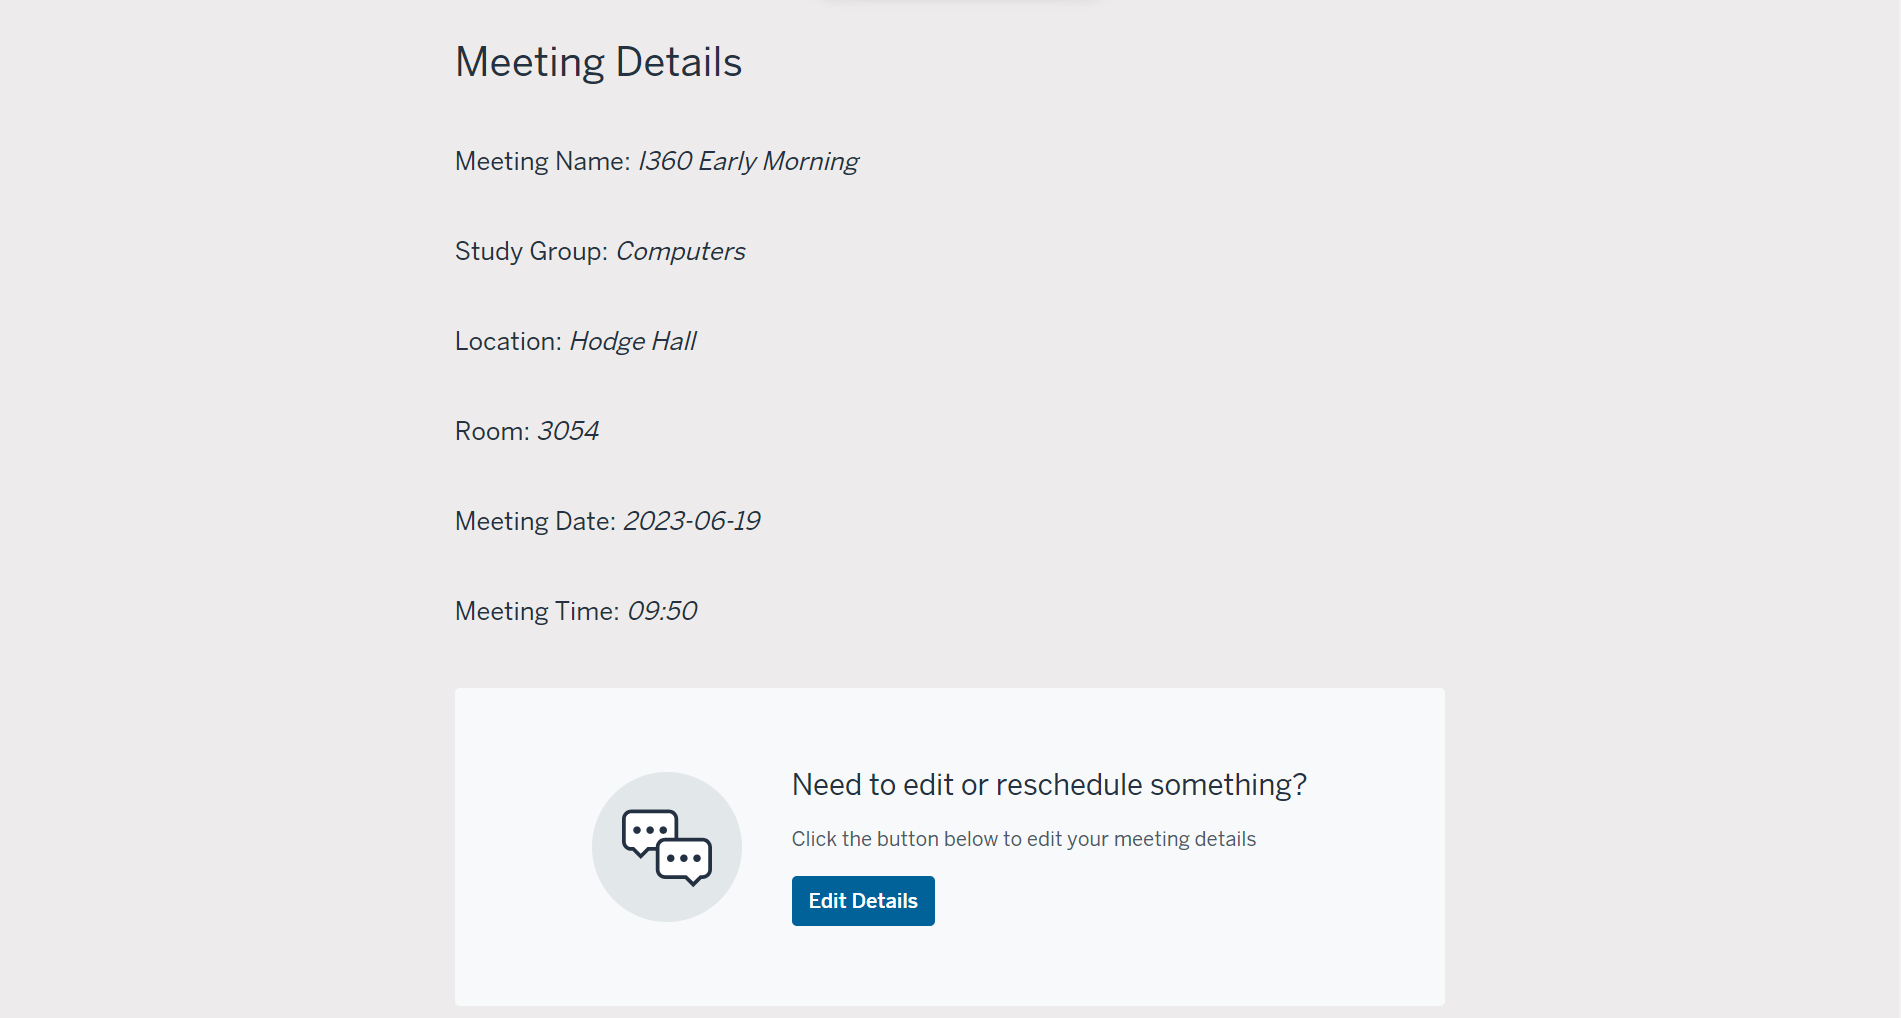 Meeting Details
Meeting Name: I360 Early Morning
Study Group: Computers
Location: Hodge Hall
Room: 3054
Meeting Date: 2023-06-19
Meeting Time: 09:50
Need to edit or reschedule something?
Click the button below to edit your meeting details
Edit Details